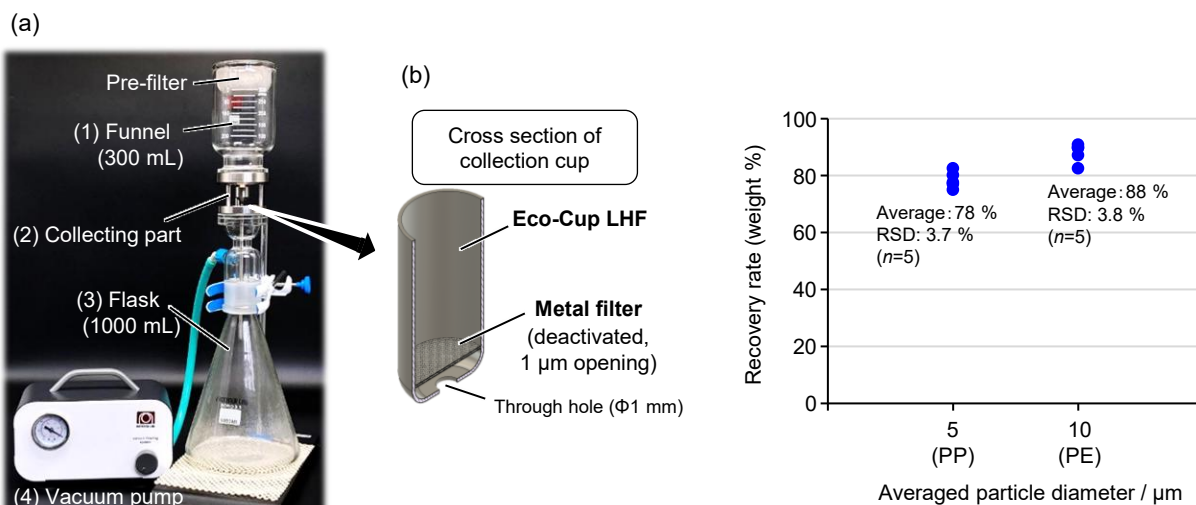 (a)
Pre-filter
(1) Funnel
(300 mL)
(2) Collecting part
(3) Flask
(1000 mL)
(4) Vacuum pump
(b)
Cross section of
collection cup
Eco-Cup LHF
Metal filter
(deactivated,
1 µm opening)
Through hole (Φ1 mm)
Recovery rate (weight %)
100
80
60
40
20
0
Average : 78 %
RSD: 3.7 %
(n=5)
Average : 88 %
RSD: 3.8 %
(n=5)
5
(PP)
10
(PE)
Averaged particle diameter / µm